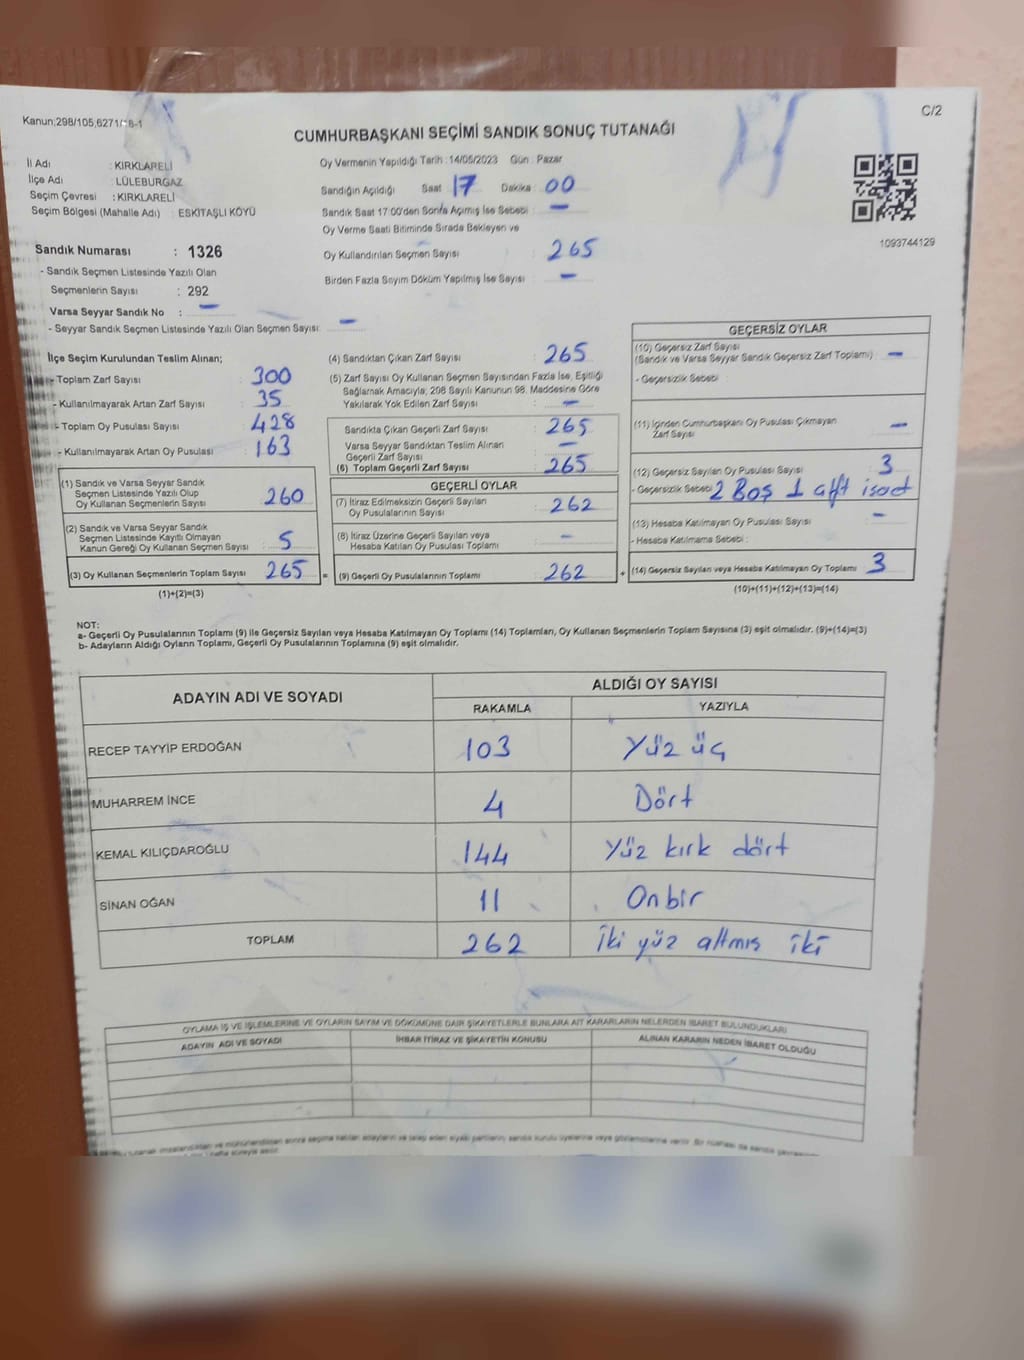 C/2
CUMHURBAŞKANI SEÇİMİ SANDIK SONUÇ TUTANAĞI
İl Adı : KIRKLARELİ
İlçe Adı : LÜLEBURGAZ
Seçim Çevresi : KIRKLARELİ
Seçim Bölgesi (Mahalle Adı) : ESKİTAŞLI KÖYÜ
Oy Vermenin Yapıldığı Tarih : 14/05/2023 Gün : Pazar
Sandığın Açıldığı Saat 17 Dakika : 00
Sandık Saat 17:00'den Sonra Açılmış İse Sebebi : —
Oy Verme Saati Bitiminde Sırada Bekleyen ve
Oy Kullandırılan Seçmen Sayısı : 265
Birden Fazla Sayım Döküm Yapılmış İse Sayısı : —
1093744129
Sandık Numarası : 1326
- Sandık Seçmen Listesinde Yazılı Olan
Seçmenlerin Sayısı : 292
Varsa Seyyar Sandık No : —
- Seyyar Sandık Seçmen Listesinde Yazılı Olan Seçmen Sayısı: —
İlçe Seçim Kurulundan Teslim Alınan;
- Toplam Zarf Sayısı : 300
- Kullanılmayarak Artan Zarf Sayısı : 35
- Toplam Oy Pusulası Sayısı : 428
- Kullanılmayarak Artan Oy Pusulası : 163
(1) Sandık ve Varsa Seyyar Sandık
Seçmen Listesinde Yazılı Olup
Oy Kullanan Seçmenlerin Sayısı : 260
(2) Sandık ve Varsa Seyyar Sandık
Seçmen Listesinde Kayıtlı Olmayan
Kanun Gereği Oy Kullanan Seçmen Sayısı : 5
(3) Oy Kullanan Seçmenlerin Toplam Sayısı : 265
(1)+(2)=(3)
(4) Sandıktan Çıkan Zarf Sayısı : 265
(5) Zarf Sayısı Oy Kullanan Seçmen Sayısından Fazla İse, Eşitliği
Sağlamak Amacıyla, 298 Sayılı Kanunun 98. Maddesine Göre
Yakılarak Yok Edilen Zarf Sayısı : —
Sandıkta Çıkan Geçerli Zarf Sayısı : 265
Varsa Seyyar Sandıktan Teslim Alınan
Geçerli Zarf Sayısı : —
(6) Toplam Geçerli Zarf Sayısı : 265
GEÇERLİ OYLAR
(7) İtiraz Edilmeksizin Geçerli Sayılan
Oy Pusulalarının Sayısı : 262
(8) İtiraz Üzerine Geçerli Sayılan veya
Hesaba Katılan Oy Pusulası Toplamı : —
= (9) Geçerli Oy Pusulalarının Toplamı : 262
GEÇERSİZ OYLAR
(10) Geçersiz Zarf Sayısı
(Sandık ve Varsa Seyyar Sandık Geçersiz Zarf Toplamı) : —
- Geçersizlik Sebebi :
(11) İçinden Cumhurbaşkanı Oy Pusulası Çıkmayan
Zarf Sayısı : —
(12) Geçersiz Sayılan Oy Pusulası Sayısı : 3
- Geçersizlik Sebebi : 2 Boş 1
(13) Hesaba Katılmayan Oy Pusulası Sayısı : —
- Hesaba Katılmama Sebebi :
+ (14) Geçersiz Sayılan veya Hesaba Katılmayan Oy Toplamı : 3
(10)+(11)+(12)+(13)=(14)
NOT:
a- Geçerli Oy Pusulalarının Toplamı (9) ile Geçersiz Sayılan veya Hesaba Katılmayan Oy Toplamı (14) Toplamları, Oy Kullanan Seçmenlerin Toplam Sayısına (3) eşit olmalıdır. (9)+(14)=(3)
b- Adayların Aldığı Oyların Toplamı, Geçerli Oy Pusulalarının Toplamına (9) eşit olmalıdır.
ADAYIN ADI VE SOYADI ALDIĞI OY SAYISI
RAKAMLA YAZIYLA
RECEP TAYYİP ERDOĞAN 103 Yüz üç
MUHARREM İNCE 4 Dört
KEMAL KILIÇDAROĞLU 144 Yüz kırk dört
SİNAN OĞAN 11 Onbir
TOPLAM 262 İki yüz altmış iki
OYLAMA İŞ VE İŞLEMLERİNE VE OYLARIN SAYIM VE DÖKÜMÜNE DAİR ŞİKAYETLERLE BUNLARA AİT KARARLARIN NELERDEN İBARET BULUNDUKLARI
ADAYIN ADI VE SOYADI İHBAR İTİRAZ VE ŞİKAYETİN KONUSU ALINAN KARARIN NEDEN İBARET OLDUĞU